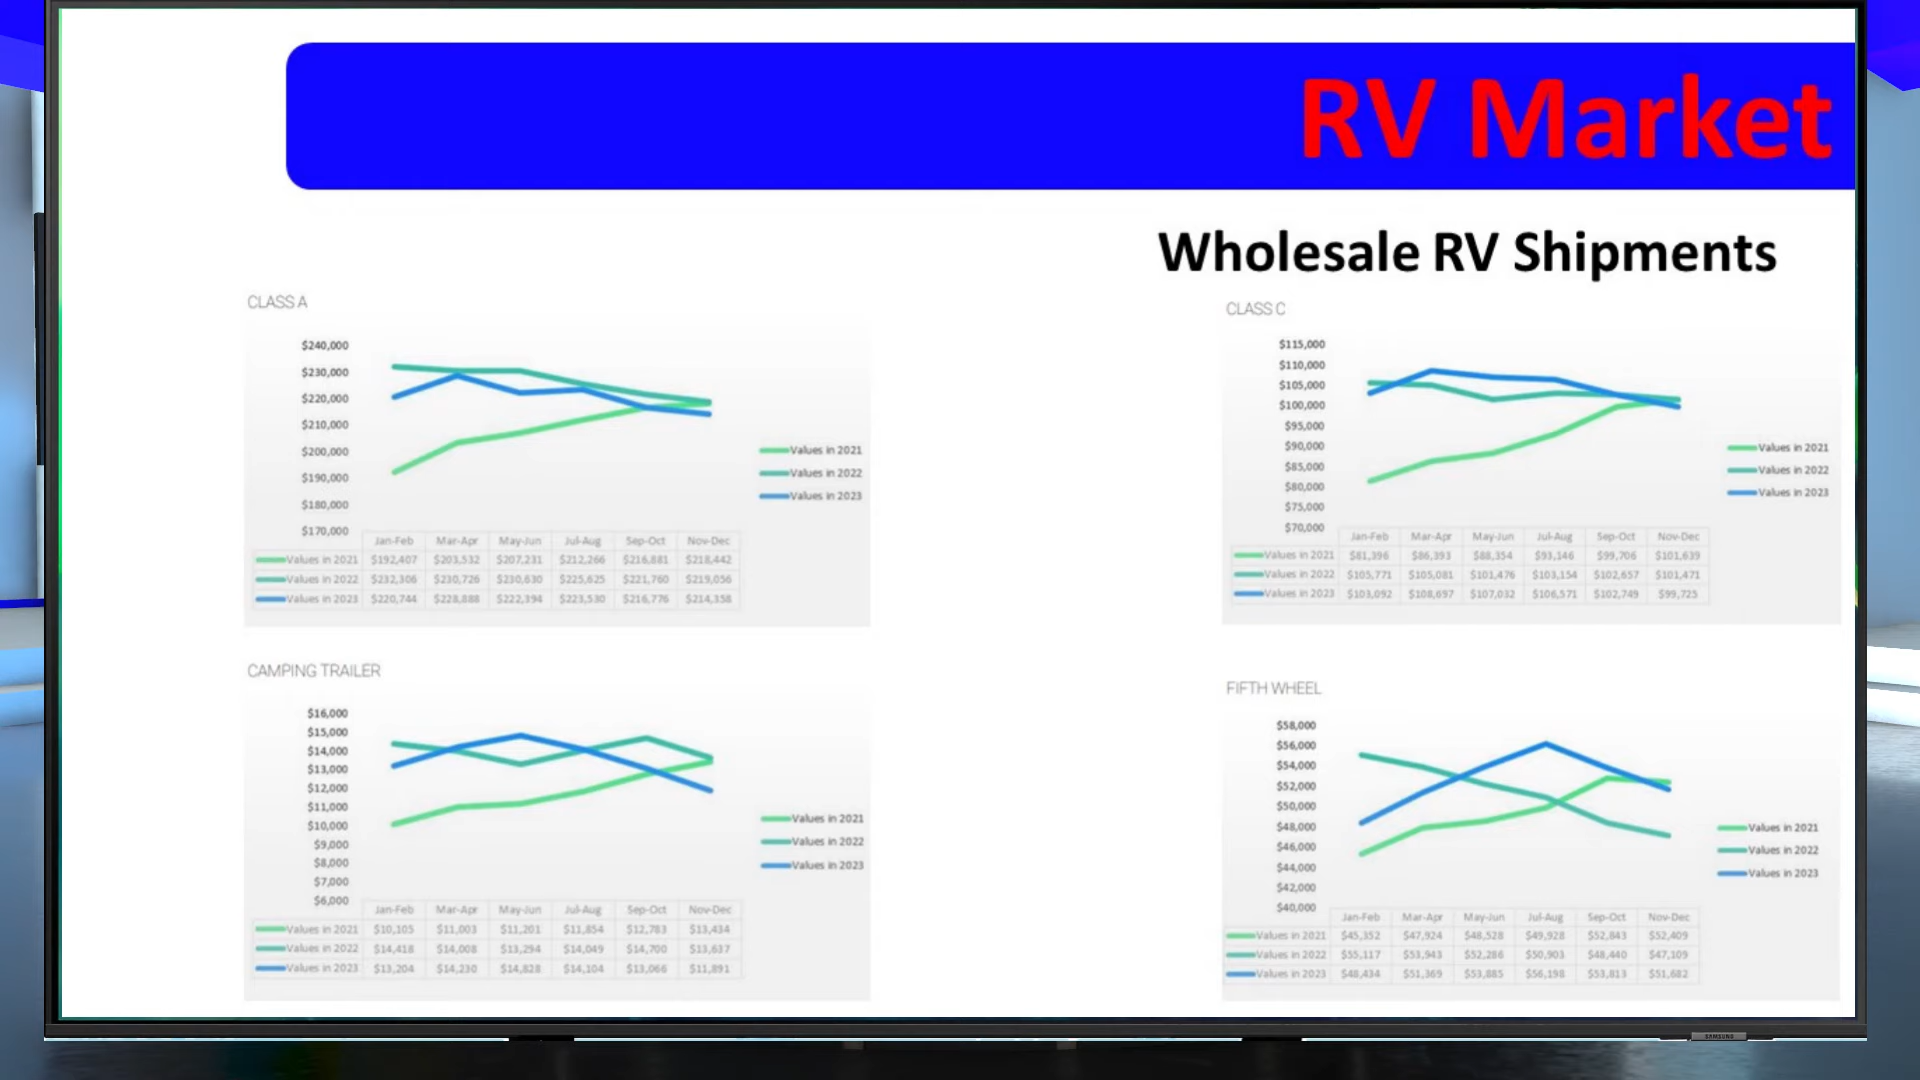 RV Market
Wholesale RV Shipments
CLASS A
$240,000
$230,000
$220,000
$210,000
$200,000
$190,000
$180,000
$170,000
Values in 2021
Values in 2022
Values in 2023
Jan-Feb Mar-Apr May-Jun Jul-Aug Sep-Oct Nov-Dec
Values in 2021 $192,407 $203,532 $207,231 $212,266 $216,881 $218,442
Values in 2022 $232,306 $230,726 $230,630 $225,625 $221,760 $219,056
Values in 2023 $220,744 $228,888 $222,394 $223,530 $216,776 $214,358
CLASS C
$115,000
$110,000
$105,000
$100,000
$95,000
$90,000
$85,000
$80,000
$75,000
$70,000
Values in 2021
Values in 2022
Values in 2023
Jan-Feb Mar-Apr May-Jun Jul-Aug Sep-Oct Nov-Dec
Values in 2021 $81,396 $86,393 $88,354 $93,146 $99,706 $101,639
Values in 2022 $105,771 $105,081 $101,476 $103,154 $102,657 $101,471
Values in 2023 $103,092 $108,697 $107,032 $106,571 $102,749 $99,725
CAMPING TRAILER
$16,000
$15,000
$14,000
$13,000
$12,000
$11,000
$10,000
$9,000
$8,000
$7,000
$6,000
Values in 2021
Values in 2022
Values in 2023
Jan-Feb Mar-Apr May-Jun Jul-Aug Sep-Oct Nov-Dec
Values in 2021 $10,105 $11,003 $11,201 $11,854 $12,783 $13,434
Values in 2022 $14,418 $14,008 $13,294 $14,049 $14,700 $13,637
Values in 2023 $13,204 $14,230 $14,828 $14,104 $13,066 $11,891
FIFTH WHEEL
$58,000
$56,000
$54,000
$52,000
$50,000
$48,000
$46,000
$44,000
$42,000
$40,000
Values in 2021
Values in 2022
Values in 2023
Jan-Feb Mar-Apr May-Jun Jul-Aug Sep-Oct Nov-Dec
Values in 2021 $45,352 $47,924 $48,528 $49,928 $52,843 $52,409
Values in 2022 $55,117 $53,943 $52,286 $50,903 $48,440 $47,109
Values in 2023 $48,434 $51,369 $53,885 $56,198 $53,813 $51,682
SAMSUNG